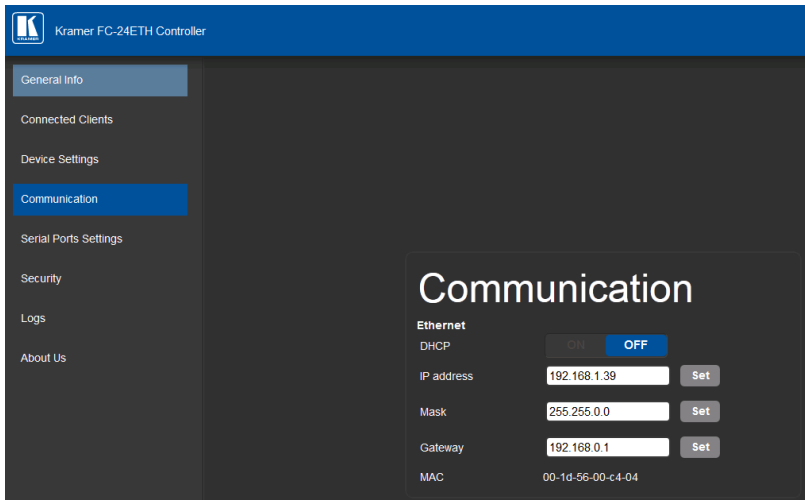 KRAMER
Kramer FC-24ETH Controller
General Info
Connected Clients
Device Settings
Communication
Serial Ports Settings
Security
Logs
About Us
Communication
Ethernet
DHCP ON OFF
IP address 192.168.1.39 Set
Mask 255.255.0.0 Set
Gateway 192.168.0.1 Set
MAC 00-1d-56-00-c4-04